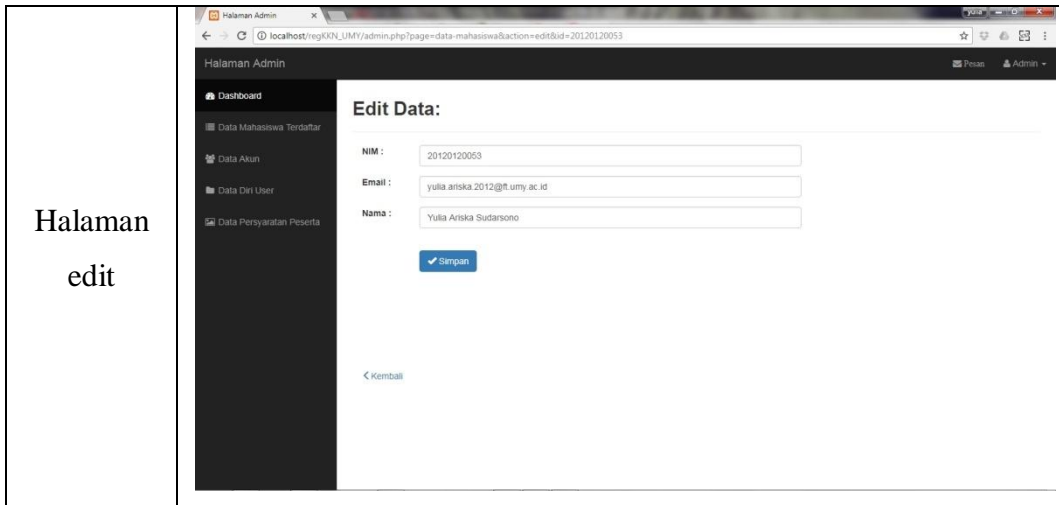 Halaman
edit
Halaman Admin
yulia
localhost/regKKN_UMY/admin.php?page=data-mahasiswa&action=edit&id=20120120053
Halaman Admin
Pesan
Admin
Dashboard
Data Mahasiswa Terdaftar
Data Akun
Data Diri User
Data Persyaratan Peserta
Edit Data:
NIM :
20120120053
Email :
yulia.ariska.2012@ft.umy.ac.id
Nama :
Yulia Ariska Sudarsono
Simpan
Kembali